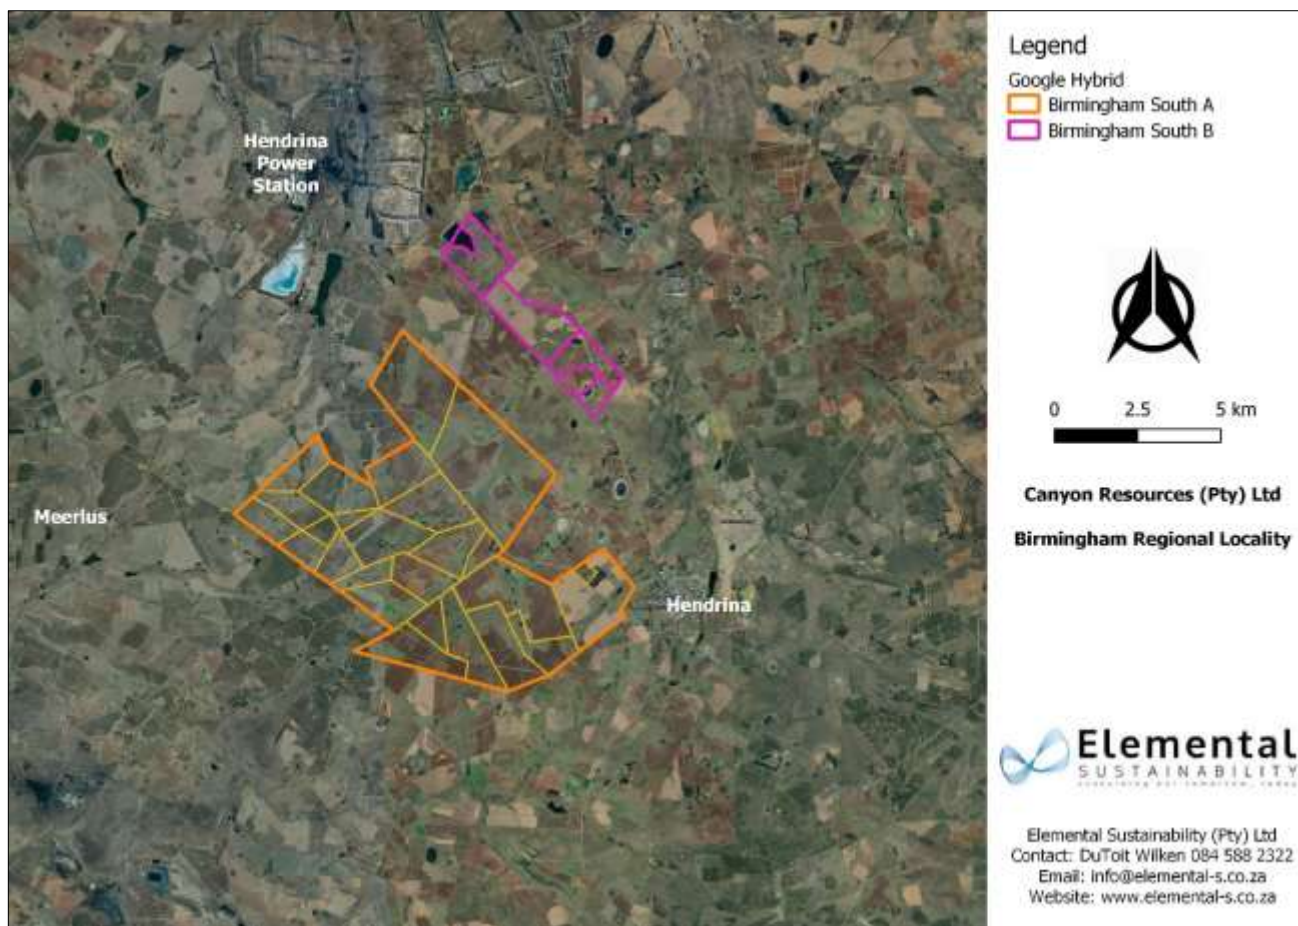 Hendrina
Power
Station
Meerlus
Hendrina
Legend
Google Hybrid
Birmingham South A
Birmingham South B
0 2.5 5 km
Canyon Resources (Pty) Ltd
Birmingham Regional Locality
Elemental
SUSTAINABILITY
Elemental Sustainability (Pty) Ltd
Contact: DuToit Wilken 084 588 2322
Email: info@elemental-s.co.za
Website: www.elemental-s.co.za